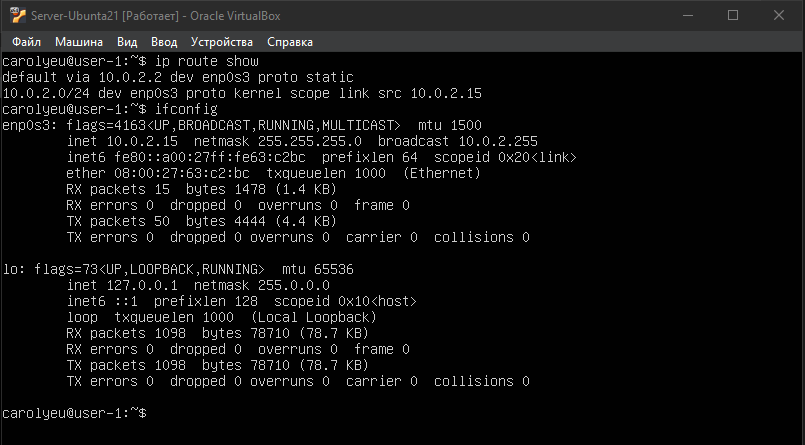 Server-Ubunta21 [Работает] - Oracle VirtualBox
Файл Машина Вид Ввод Устройства Справка
carolyeu@user-1:~$ ip route show
default via 10.0.2.2 dev enp0s3 proto static
10.0.2.0/24 dev enp0s3 proto kernel scope link src 10.0.2.15
carolyeu@user-1:~$ ifconfig
enp0s3: flags=4163<UP,BROADCAST,RUNNING,MULTICAST>  mtu 1500
        inet 10.0.2.15  netmask 255.255.255.0  broadcast 10.0.2.255
        inet6 fe80::a00:27ff:fe63:c2bc  prefixlen 64  scopeid 0x20<link>
        ether 08:00:27:63:c2:bc  txqueuelen 1000  (Ethernet)
        RX packets 15  bytes 1478 (1.4 KB)
        RX errors 0  dropped 0  overruns 0  frame 0
        TX packets 50  bytes 4444 (4.4 KB)
        TX errors 0  dropped 0 overruns 0  carrier 0  collisions 0
lo: flags=73<UP,LOOPBACK,RUNNING>  mtu 65536
        inet 127.0.0.1  netmask 255.0.0.0
        inet6 ::1  prefixlen 128  scopeid 0x10<host>
        loop  txqueuelen 1000  (Local Loopback)
        RX packets 1098  bytes 78710 (78.7 KB)
        RX errors 0  dropped 0  overruns 0  frame 0
        TX packets 1098  bytes 78710 (78.7 KB)
        TX errors 0  dropped 0 overruns 0  carrier 0  collisions 0
carolyeu@user-1:~$